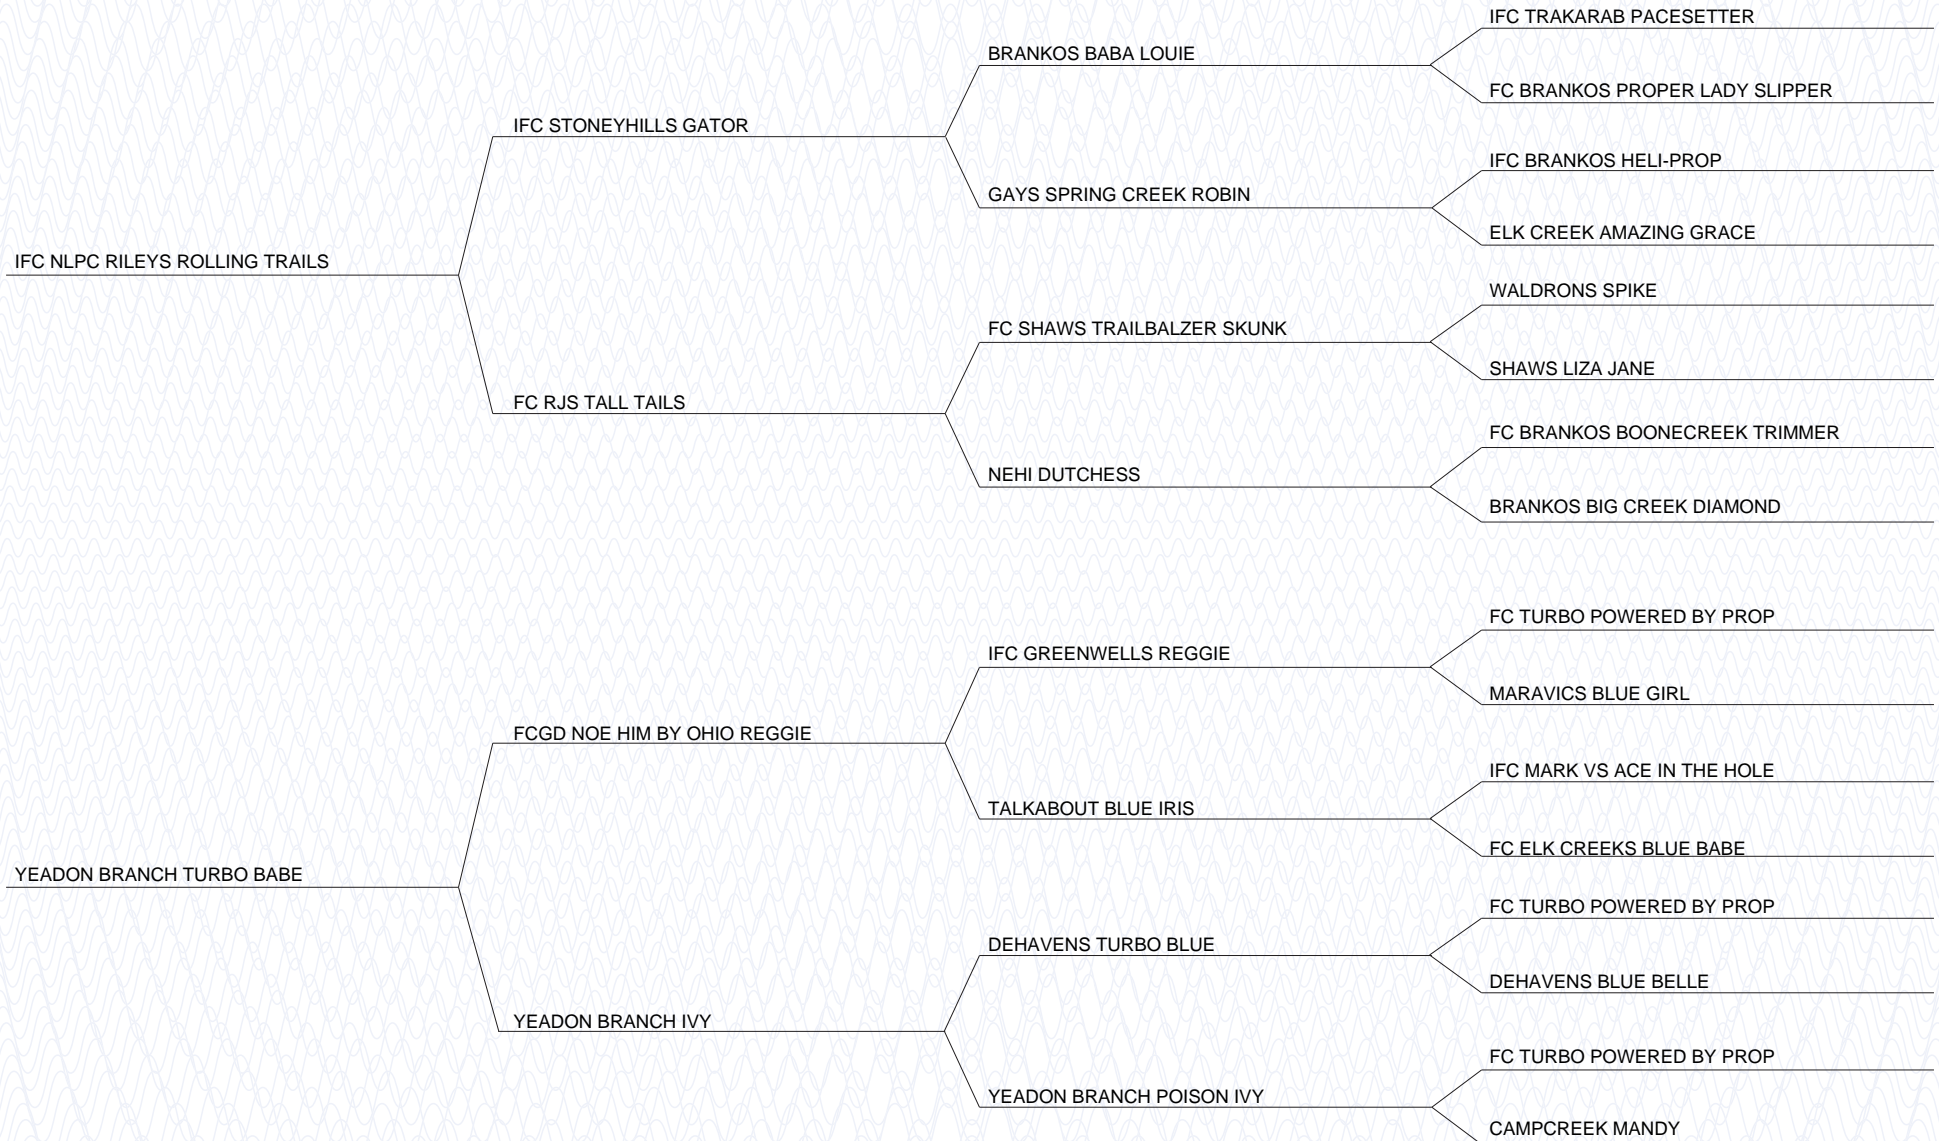 IFC TRAKARAB PACESETTER
BRANKOS BABA LOUIE
FC BRANKOS PROPER LADY SLIPPER
IFC STONEYHILLS GATOR
IFC BRANKOS HELI-PROP
GAYS SPRING CREEK ROBIN
ELK CREEK AMAZING GRACE
IFC NLPC RILEYS ROLLING TRAILS
WALDRONS SPIKE
FC SHAWS TRAILBALZER SKUNK
SHAWS LIZA JANE
FC RJS TALL TAILS
FC BRANKOS BOONECREEK TRIMMER
NEHI DUTCHESS
BRANKOS BIG CREEK DIAMOND
FC TURBO POWERED BY PROP
IFC GREENWELLS REGGIE
MARAVICS BLUE GIRL
FCGD NOE HIM BY OHIO REGGIE
IFC MARK VS ACE IN THE HOLE
TALKABOUT BLUE IRIS
FC ELK CREEKS BLUE BABE
YEADON BRANCH TURBO BABE
FC TURBO POWERED BY PROP
DEHAVENS TURBO BLUE
DEHAVENS BLUE BELLE
YEADON BRANCH IVY
FC TURBO POWERED BY PROP
YEADON BRANCH POISON IVY
CAMPCREEK MANDY